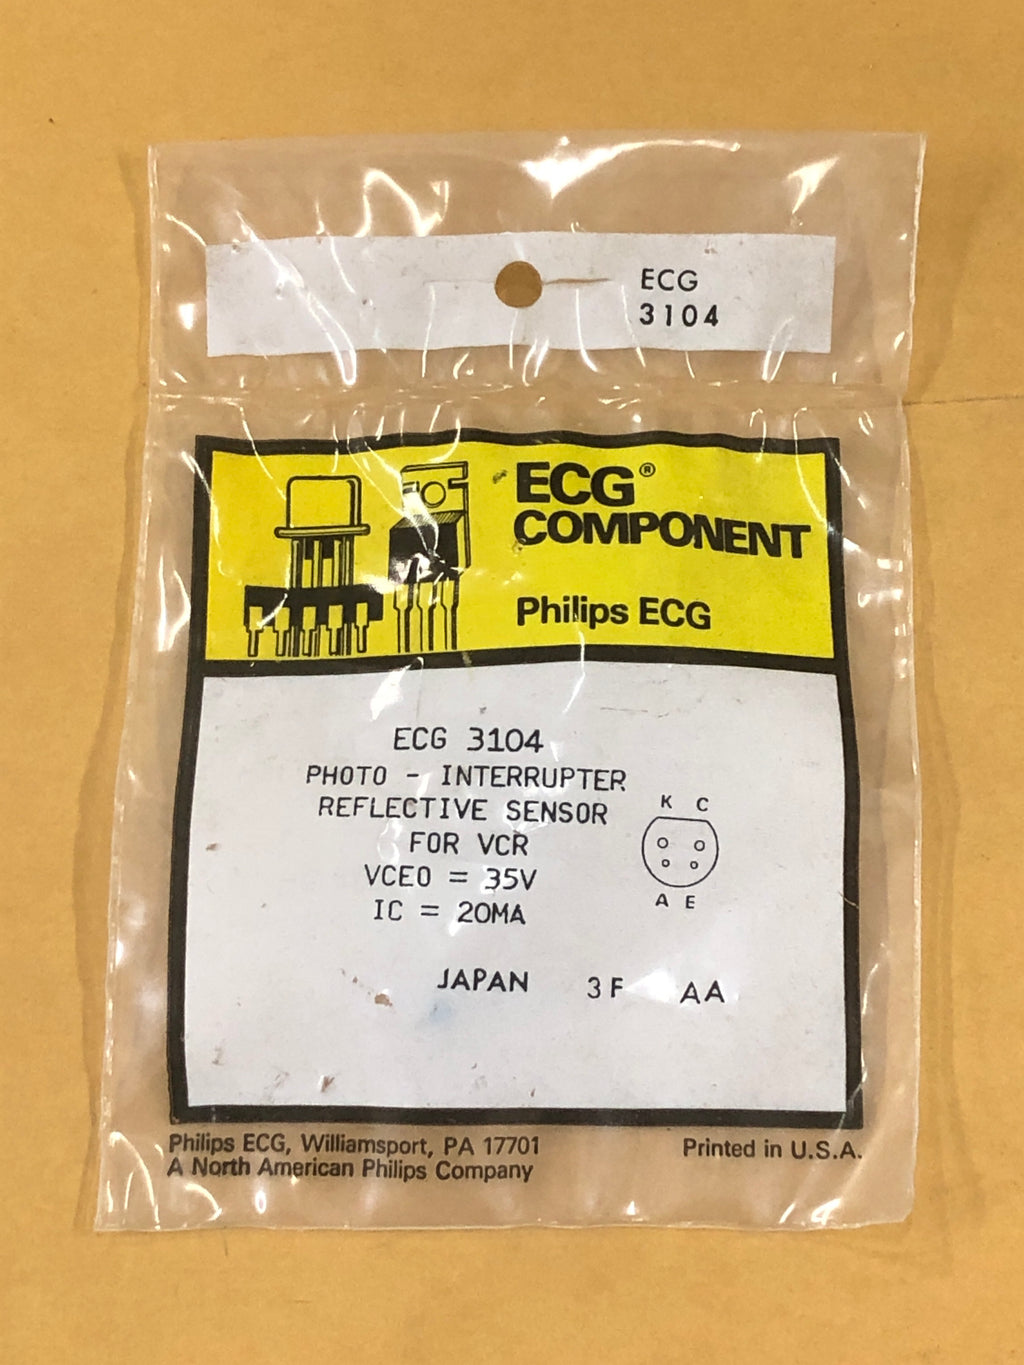 ECG
3104
ECG®
COMPONENT
Philips ECG
ECG 3104
PHOTO - INTERRUPTER
REFLECTIVE SENSOR
FOR VCR
VCEO = 35V
IC = 20MA
K C
A E
JAPAN 3F AA
Philips ECG, Williamsport, PA 17701
A North American Philips Company
Printed in U.S.A.